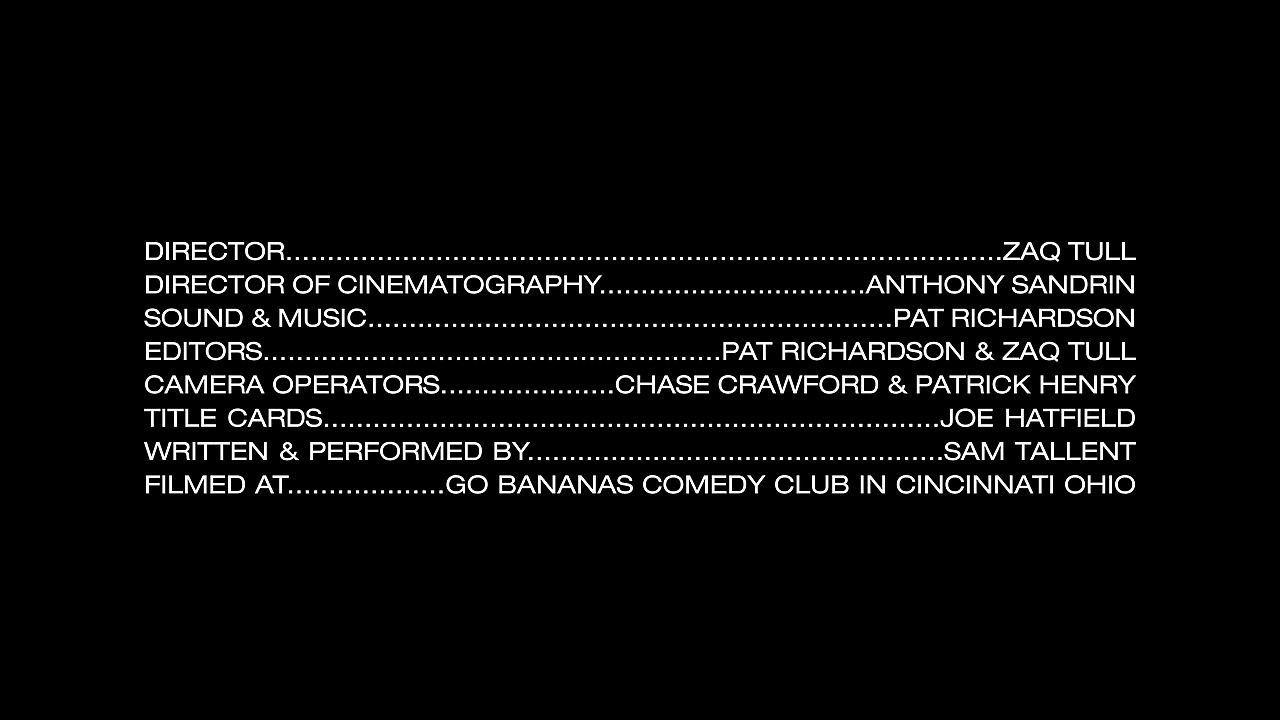 DIRECTOR......................................................................................ZAQ TULL
DIRECTOR OF CINEMATOGRAPHY................................ANTHONY SANDRIN
SOUND & MUSIC...............................................................PAT RICHARDSON
EDITORS.......................................................PAT RICHARDSON & ZAQ TULL
CAMERA OPERATORS.....................CHASE CRAWFORD & PATRICK HENRY
TITLE CARDS..........................................................................JOE HATFIELD
WRITTEN & PERFORMED BY..................................................SAM TALLENT
FILMED AT...................GO BANANAS COMEDY CLUB IN CINCINNATI OHIO